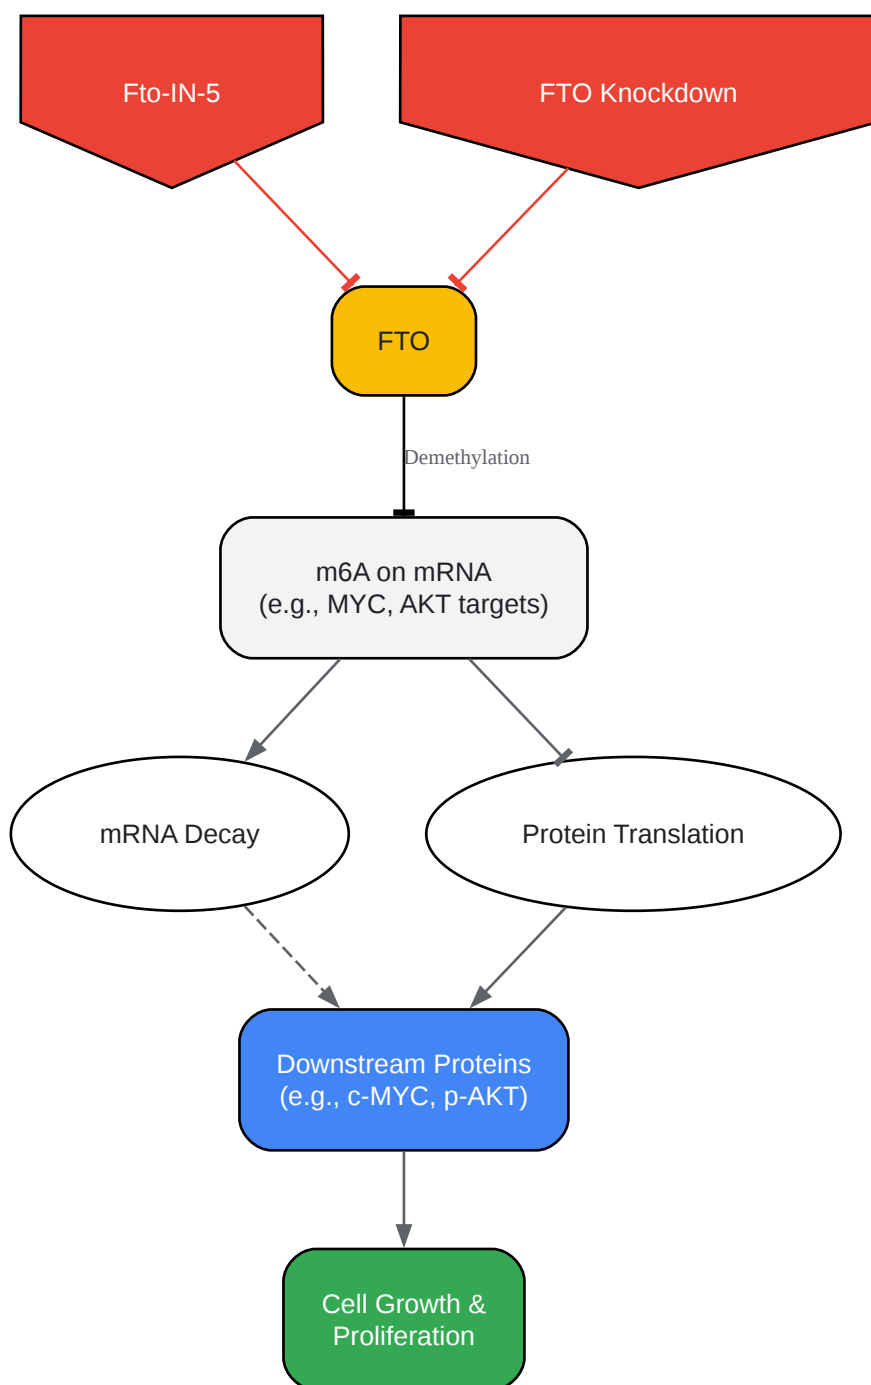 Fto-IN-5
FTO Knockdown
FTO
Demethylation
m6A on mRNA
(e.g., MYC, AKT targets)
mRNA Decay
Protein Translation
Downstream Proteins
(e.g., c-MYC, p-AKT)
Cell Growth &
Proliferation